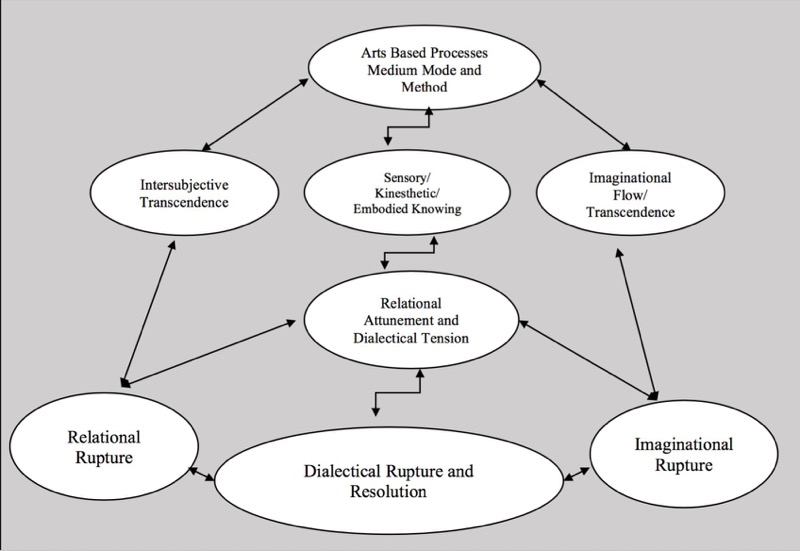 Arts Based Processes
Medium Mode and
Method
Intersubjective
Transcendence
Sensory/
Kinesthetic/
Embodied Knowing
Imaginational
Flow/
Transcendence
Relational
Attunement and
Dialectical Tension
Relational
Rupture
Dialectical Rupture and
Resolution
Imaginational
Rupture